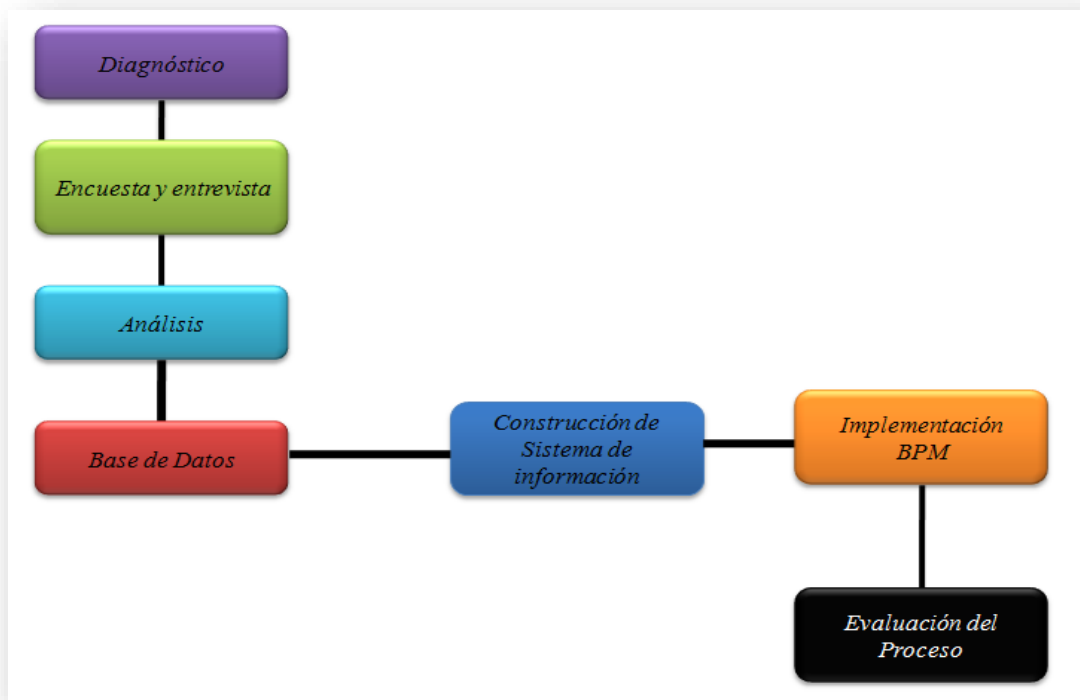 Diagnóstico
Encuesta y entrevista
Análisis
Base de Datos
Construcción de
Sistema de
información
Implementación
BPM
Evaluación del
Proceso